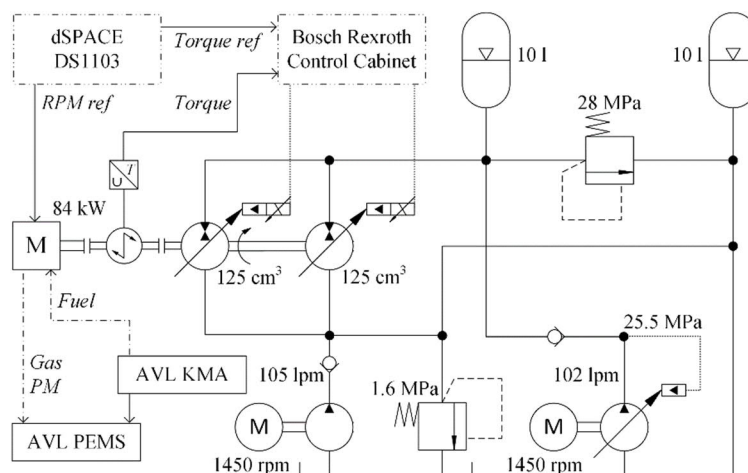 dSPACE
DS1103
Torque ref
Bosch Rexroth
Control Cabinet
10 l
10 l
RPM ref
Torque
28 MPa
T
U
84 kW
M
125 cm³
125 cm³
Fuel
Gas
PM
AVL KMA
105 lpm
1.6 MPa
25.5 MPa
102 lpm
M
M
AVL PEMS
1450 rpm
1450 rpm